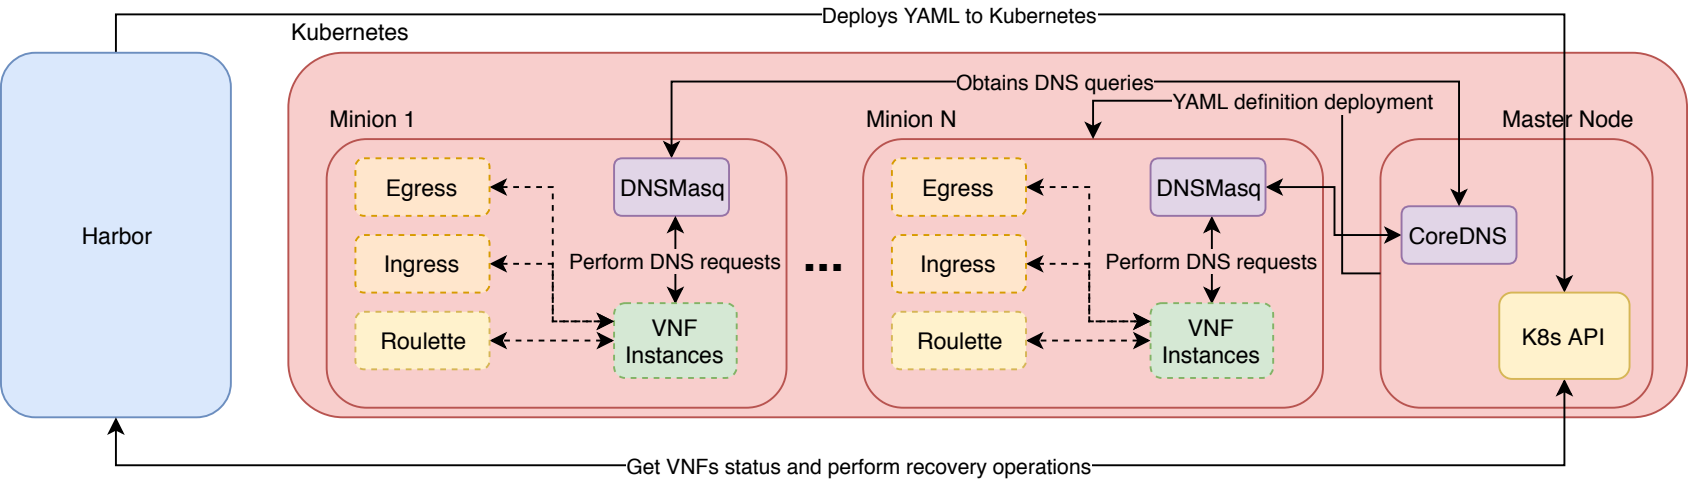 Deploys YAML to Kubernetes
Kubernetes
Obtains DNS queries
YAML definition deployment
Minion 1
Minion N
Master Node
Harbor
Egress
DNSMasq
Ingress
Perform DNS requests
Roulette
VNF
Instances
...
Egress
DNSMasq
Ingress
Perform DNS requests
Roulette
VNF
Instances
CoreDNS
K8s API
Get VNFs status and perform recovery operations